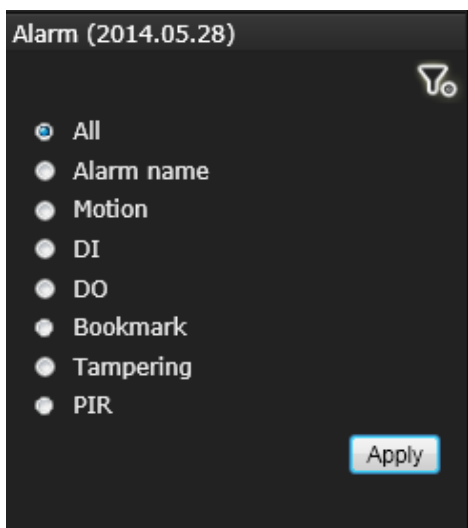 Alarm (2014.05.28)
All
Alarm name
Motion
DI
DO
Bookmark
Tampering
PIR
Apply